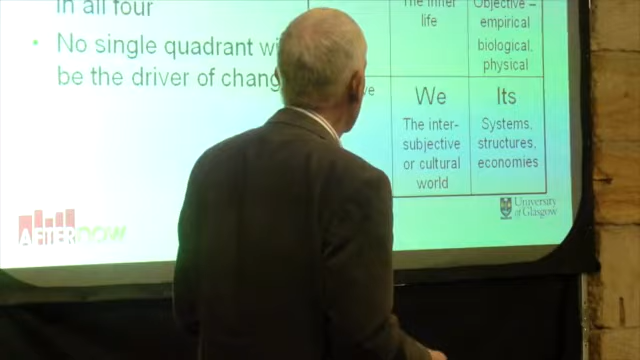 in all four
• No single quadrant wi
be the driver of chang
The inner
life
Objective –
empirical
biological,
physical
ve
We
The inter-
subjective
or cultural
world
Its
Systems,
structures,
economies
AFTERDOW
University
of Glasgow